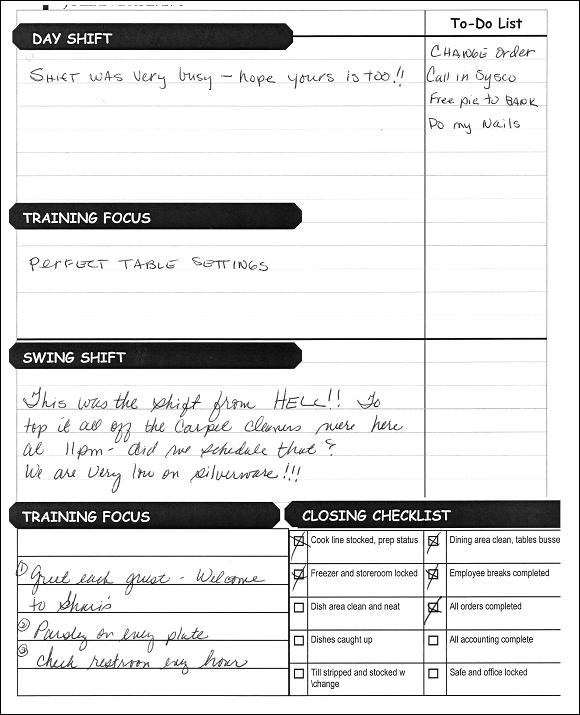 To-Do List
DAY SHIFT
CHANGE order
Shift was very busy – hope yours is too!!
Call in Sysco
Free pie to BANK
Do my Nails
TRAINING FOCUS
PERFECT TABLE SETTINGS
SWING SHIFT
This was the shift from HELL!! To
top it all off the Carpet cleaners were here
at 11pm – did we schedule that?
We are very low on silverware!!!
TRAINING FOCUS
① Greet each guest – Welcome
to Shari's
② Parsley on every plate
③ Check restroom every hour
CLOSING CHECKLIST
Cook line stocked, prep status
Dining area clean, tables busse
Freezer and storeroom locked
Employee breaks completed
Dish area clean and neat
All orders completed
Dishes caught up
All accounting complete
Till stripped and stocked w
\change
Safe and office locked